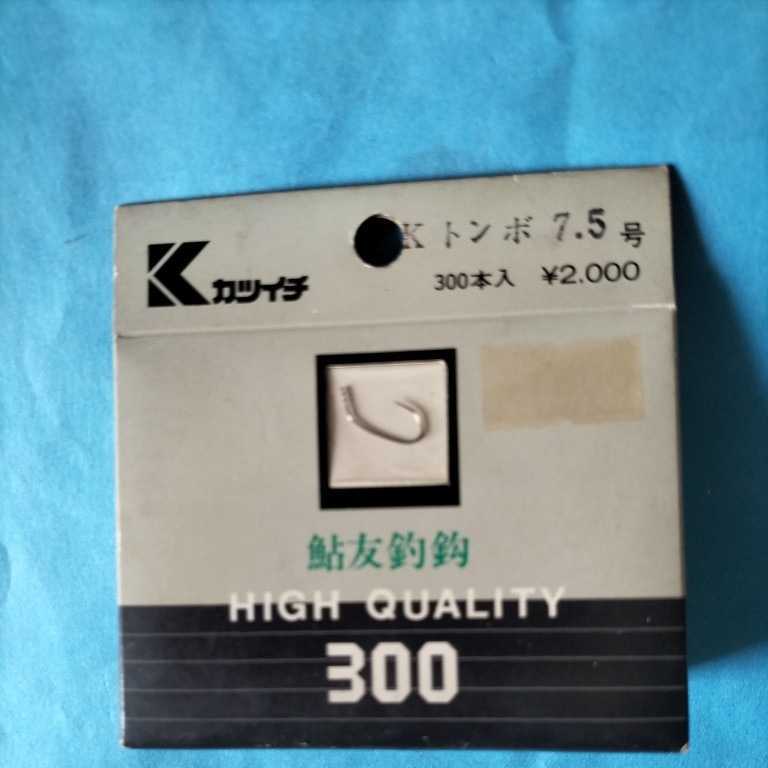 Kトンボ 7.5号
K カツイチ
300本入 ¥2.000
鮎友釣鈎
HIGH QUALITY
300